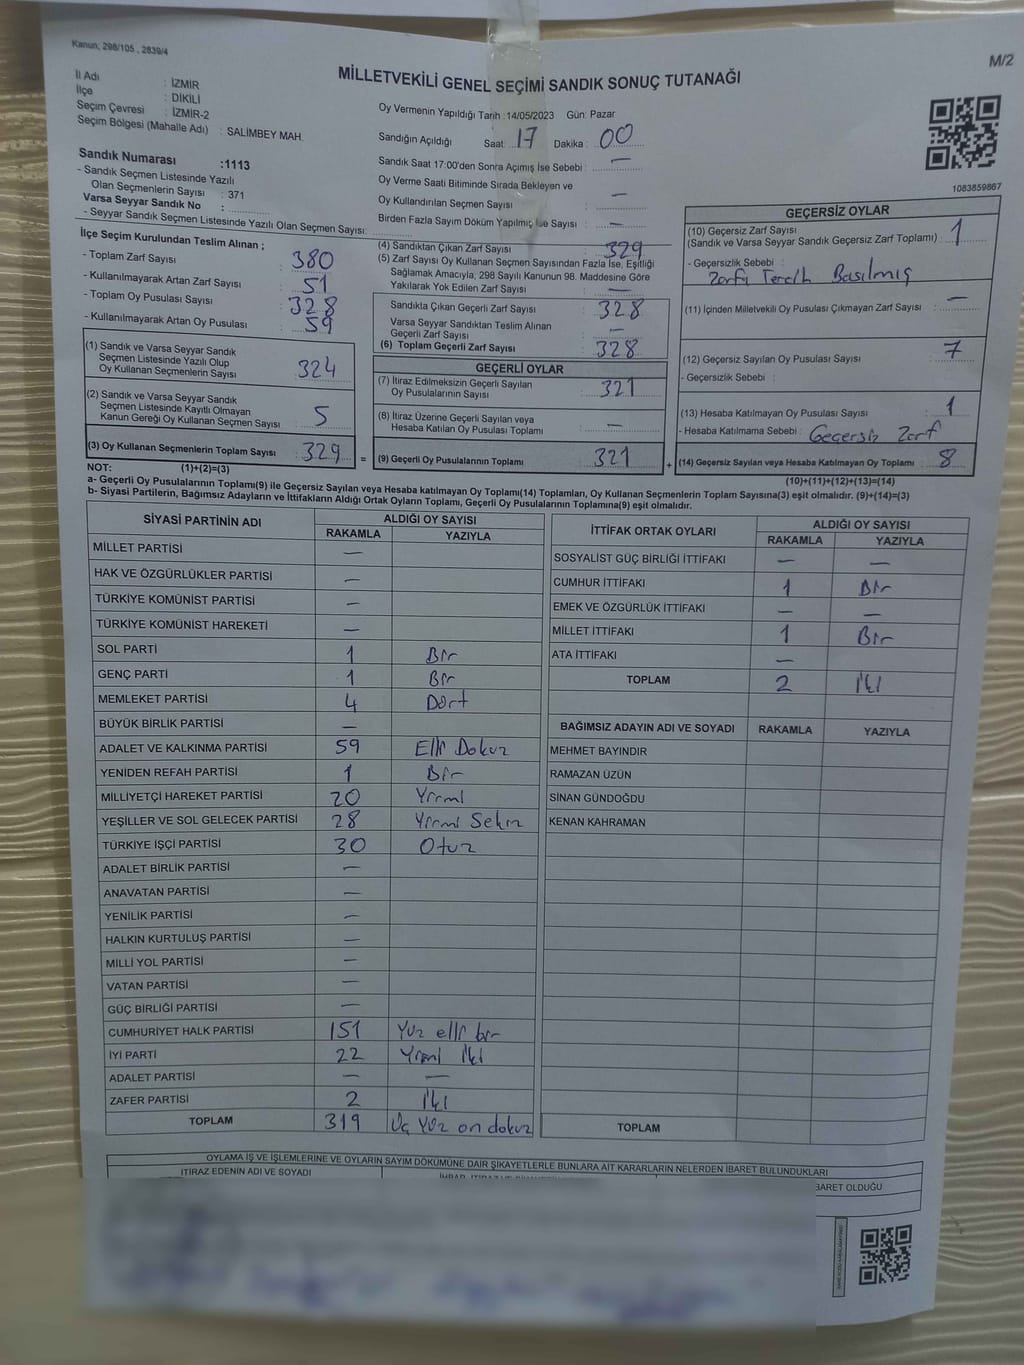 Kanun; 298/105 , 2839/4
M/2
MİLLETVEKİLİ GENEL SEÇİMİ SANDIK SONUÇ TUTANAĞI
İl Adı : İZMİR
İlçe : DİKİLİ
Seçim Çevresi : İZMİR-2
Seçim Bölgesi (Mahalle Adı) : SALİMBEY MAH.
Oy Vermenin Yapıldığı Tarih :14/05/2023 Gün: Pazar
Sandığın Açıldığı Saat: 17 Dakika : 00
Sandık Saat 17:00'den Sonra Açımış İse Sebebi : —
Oy Verme Saati Bitiminde Sırada Bekleyen ve
Oy Kullandırılan Seçmen Sayısı : —
Birden Fazla Sayım Döküm Yapılmış İse Sayısı : —
1083859867
Sandık Numarası :1113
- Sandık Seçmen Listesinde Yazılı
Olan Seçmenlerin Sayısı : 371
Varsa Seyyar Sandık No :
- Seyyar Sandık Seçmen Listesinde Yazılı Olan Seçmen Sayısı:
İlçe Seçim Kurulundan Teslim Alınan ;
- Toplam Zarf Sayısı : 380
- Kullanılmayarak Artan Zarf Sayısı : 51
- Toplam Oy Pusulası Sayısı : 328
- Kullanılmayarak Artan Oy Pusulası : 59
(1) Sandık ve Varsa Seyyar Sandık
Seçmen Listesinde Yazılı Olup
Oy Kullanan Seçmenlerin Sayısı : 324
(2) Sandık ve Varsa Seyyar Sandık
Seçmen Listesinde Kayıtlı Olmayan
Kanun Gereği Oy Kullanan Seçmen Sayısı : 5
(3) Oy Kullanan Seçmenlerin Toplam Sayısı : 329
(4) Sandıktan Çıkan Zarf Sayısı : 329
(5) Zarf Sayısı Oy Kullanan Seçmen Sayısından Fazla İse, Eşitliği
Sağlamak Amacıyla, 298 Sayılı Kanunun 98. Maddesine Göre
Yakılarak Yok Edilen Zarf Sayısı : —
Sandıkta Çıkan Geçerli Zarf Sayısı : 328
Varsa Seyyar Sandıktan Teslim Alınan
Geçerli Zarf Sayısı : —
(6) Toplam Geçerli Zarf Sayısı : 328
GEÇERLİ OYLAR
(7) İtiraz Edilmeksizin Geçerli Sayılan
Oy Pusulalarının Sayısı : 321
(8) İtiraz Üzerine Geçerli Sayılan veya
Hesaba Katılan Oy Pusulası Toplamı : —
= (9) Geçerli Oy Pusulalarının Toplamı : 321
GEÇERSİZ OYLAR
(10) Geçersiz Zarf Sayısı
(Sandık ve Varsa Seyyar Sandık Geçersiz Zarf Toplamı) : 1
- Geçersizlik Sebebi : Zarfa Tercih Basılmış
(11) İçinden Milletvekili Oy Pusulası Çıkmayan Zarf Sayısı : —
(12) Geçersiz Sayılan Oy Pusulası Sayısı : 7
- Geçersizlik Sebebi :
(13) Hesaba Katılmayan Oy Pusulası Sayısı : 1
- Hesaba Katılmama Sebebi : Geçersiz Zarf
+ (14) Geçersiz Sayılan veya Hesaba Katılmayan Oy Toplamı : 8
NOT: (1)+(2)=(3)
(10)+(11)+(12)+(13)=(14)
a- Geçerli Oy Pusulalarının Toplamı(9) ile Geçersiz Sayılan veya Hesaba katılmayan Oy Toplamı(14) Toplamları, Oy Kullanan Seçmenlerin Toplam Sayısına(3) eşit olmalıdır. (9)+(14)=(3)
b- Siyasi Partilerin, Bağımsız Adayların ve İttifakların Aldığı Ortak Oyların Toplamı, Geçerli Oy Pusulalarının Toplamına(9) eşit olmalıdır.
SİYASİ PARTİNİN ADI ALDIĞI OY SAYISI
RAKAMLA YAZIYLA
MİLLET PARTİSİ —
HAK VE ÖZGÜRLÜKLER PARTİSİ —
TÜRKİYE KOMÜNİST PARTİSİ —
TÜRKİYE KOMÜNİST HAREKETİ —
SOL PARTİ 1 Bir
GENÇ PARTİ 1 Bir
MEMLEKET PARTİSİ 4 Dört
BÜYÜK BİRLİK PARTİSİ —
ADALET VE KALKINMA PARTİSİ 59 Elli Dokuz
YENİDEN REFAH PARTİSİ 1 Bir
MİLLİYETÇİ HAREKET PARTİSİ 20 Yirmi
YEŞİLLER VE SOL GELECEK PARTİSİ 28 Yirmi Sekiz
TÜRKİYE İŞÇİ PARTİSİ 30 Otuz
ADALET BİRLİK PARTİSİ —
ANAVATAN PARTİSİ —
YENİLİK PARTİSİ —
HALKIN KURTULUŞ PARTİSİ —
MİLLİ YOL PARTİSİ —
VATAN PARTİSİ —
GÜÇ BİRLİĞİ PARTİSİ —
CUMHURİYET HALK PARTİSİ 151 Yüz elli bir
İYİ PARTİ 22 Yirmi İki
ADALET PARTİSİ — —
ZAFER PARTİSİ 2 İki
TOPLAM 319 Üç Yüz on dokuz
İTTİFAK ORTAK OYLARI ALDIĞI OY SAYISI
RAKAMLA YAZIYLA
SOSYALİST GÜÇ BİRLİĞİ İTTİFAKI — —
CUMHUR İTTİFAKI 1 Bir
EMEK VE ÖZGÜRLÜK İTTİFAKI — —
MİLLET İTTİFAKI 1 Bir
ATA İTTİFAKI —
TOPLAM 2 İki
BAĞIMSIZ ADAYIN ADI VE SOYADI RAKAMLA YAZIYLA
MEHMET BAYINDIR
RAMAZAN ÜZÜN
SİNAN GÜNDOĞDU
KENAN KAHRAMAN
TOPLAM
OYLAMA İŞ VE İŞLEMLERİNE VE OYLARIN SAYIM DÖKÜMÜNE DAİR ŞİKAYETLERLE BUNLARA AİT KARARLARIN NELERDEN İBARET BULUNDUKLARI
İTİRAZ EDENİN ADI VE SOYADI
BARET OLDUĞU